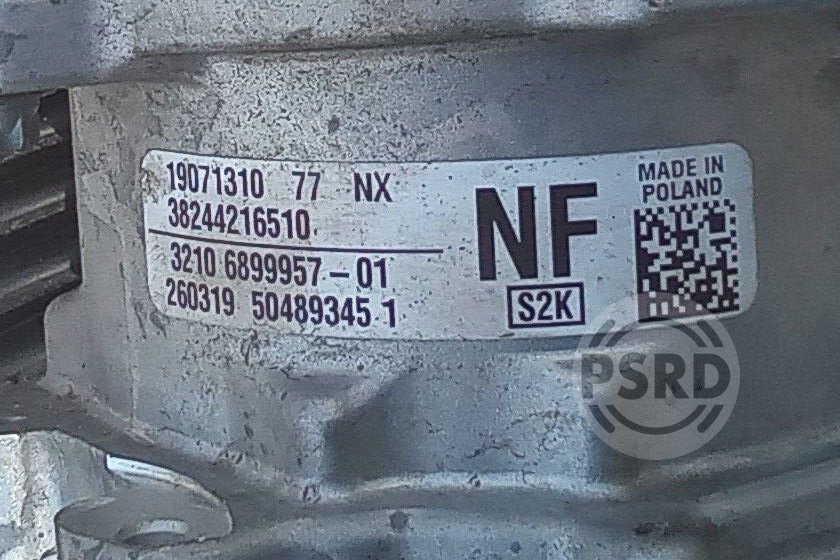 19071310 77 NX
38244216510
3210 6899957-01
260319 50489345 1
NF
S2K
MADE IN
POLAND
PSRD